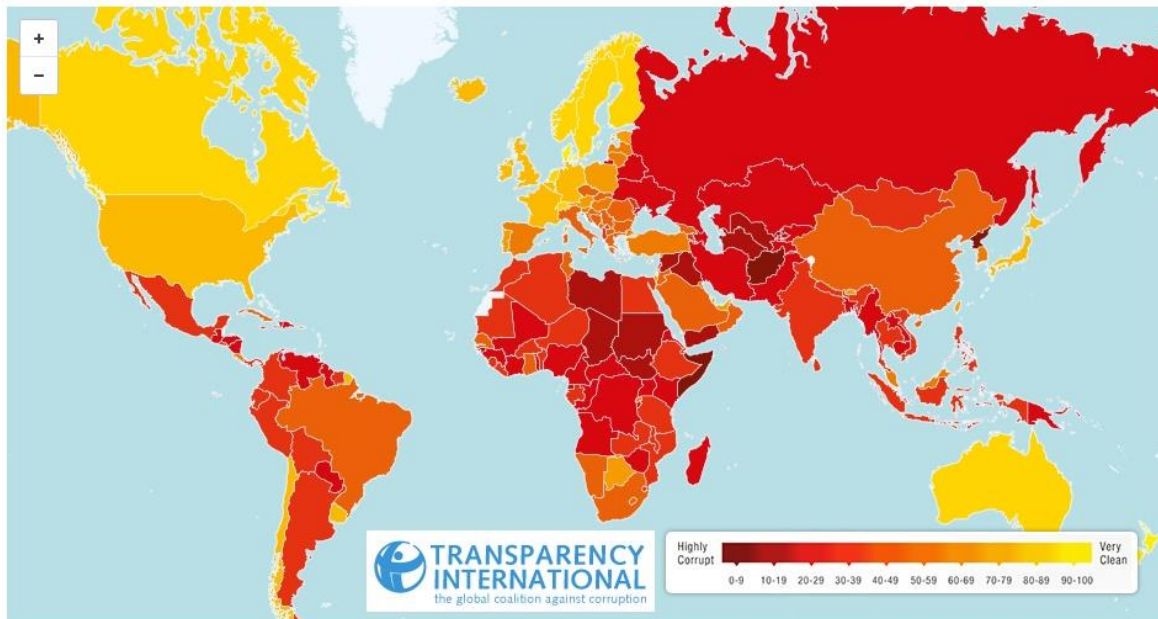 +
−
TRANSPARENCY
INTERNATIONAL
the global coalition against corruption
Highly
Corrupt
Very
Clean
0-9 10-19 20-29 30-39 40-49 50-59 60-69 70-79 80-89 90-100